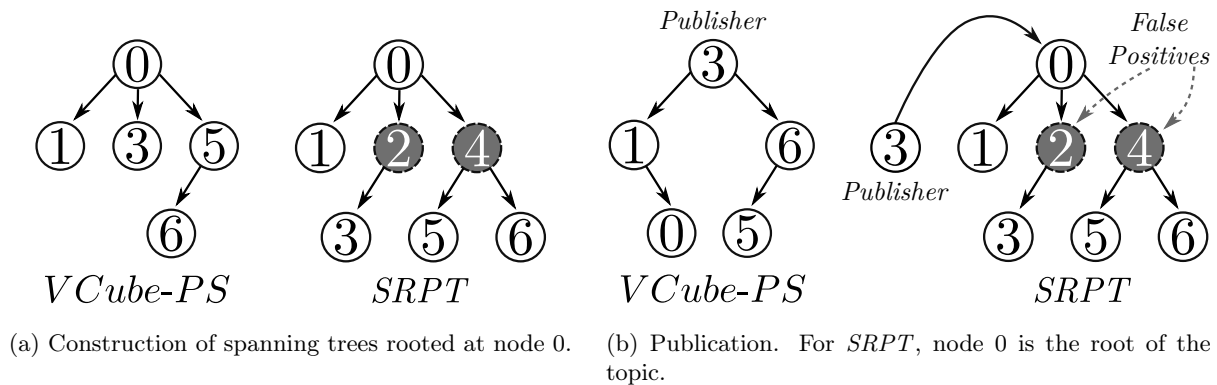 Publisher
False
Positives
0
0
3
0
1
3
5
1
2
4
1
6
3
1
2
4
Publisher
6
3
5
6
0
5
3
5
6
VCube-PS
SRPT
VCube-PS
SRPT
(a) Construction of spanning trees rooted at node 0.
(b) Publication. For SRPT, node 0 is the root of the
topic.